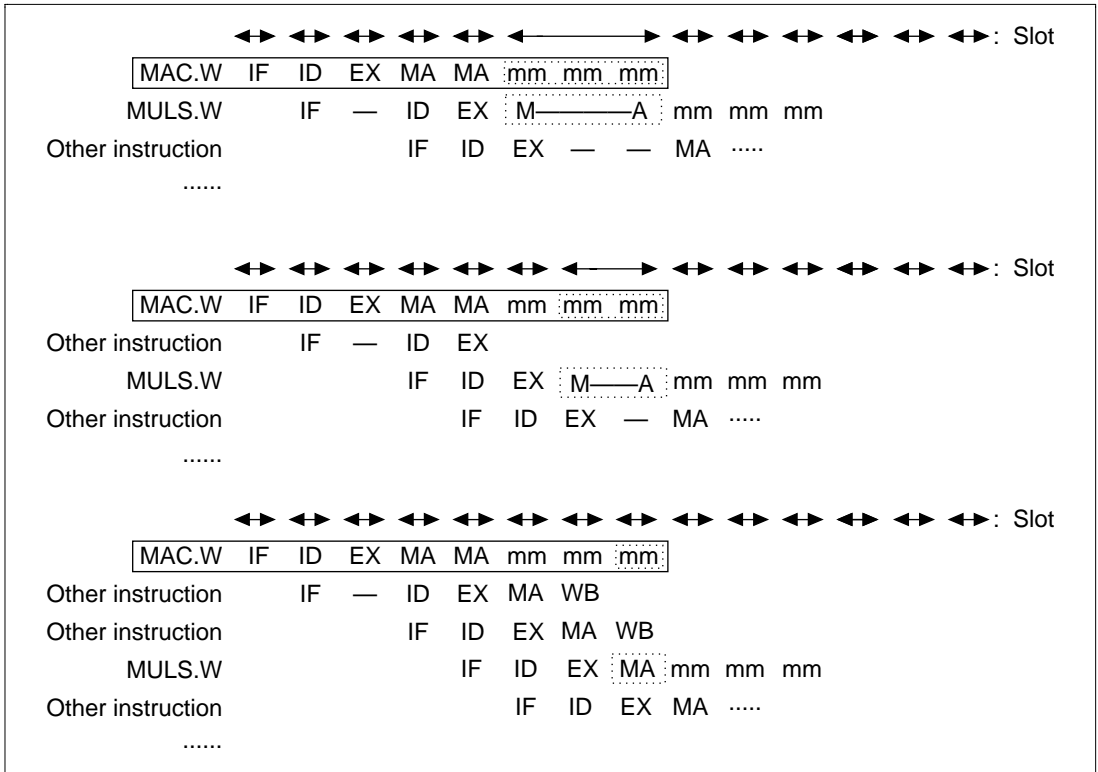 : Slot
MAC.W IF ID EX MA MA mm mm mm
MULS.W IF — ID EX M———A mm mm mm
Other instruction IF ID EX — — MA .....
......
: Slot
MAC.W IF ID EX MA MA mm mm mm
Other instruction IF — ID EX
MULS.W IF ID EX M——A mm mm mm
Other instruction IF ID EX — MA .....
......
: Slot
MAC.W IF ID EX MA MA mm mm mm
Other instruction IF — ID EX MA WB
Other instruction IF ID EX MA WB
MULS.W IF ID EX MA mm mm mm
Other instruction IF ID EX MA .....
......